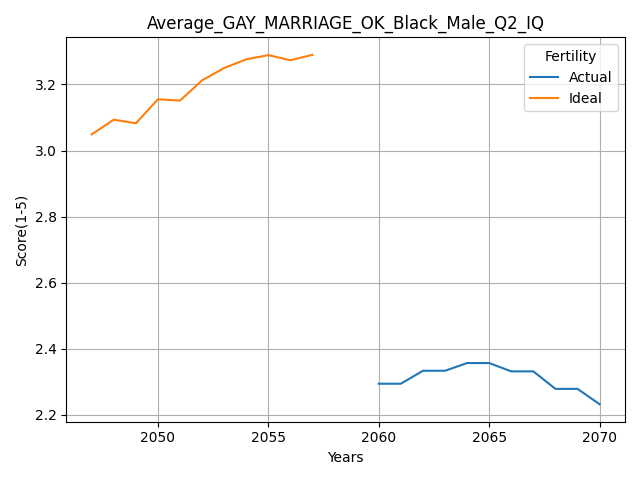 Average_GAY_MARRIAGE_OK_Black_Male_Q2_IQ
Fertility
Actual
Ideal
Score(1-5)
3.2
3.0
2.8
2.6
2.4
2.2
2050
2055
2060
2065
2070
Years